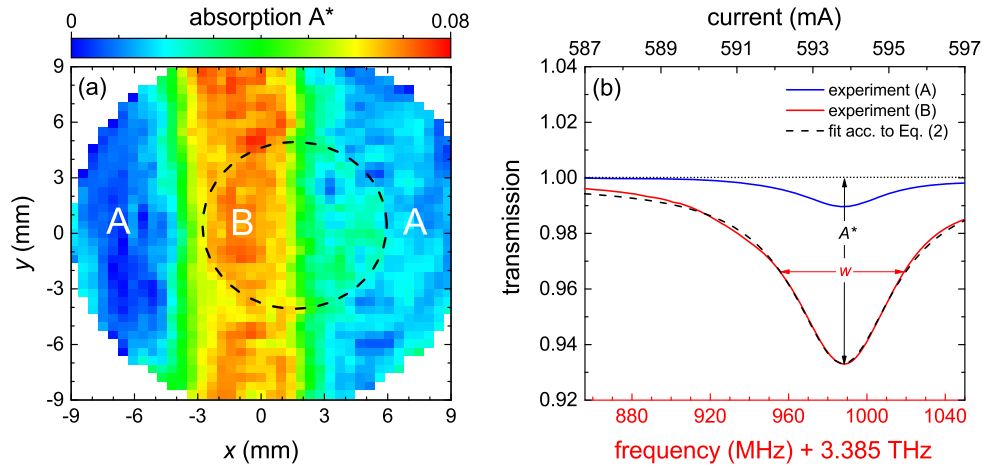 absorption A*
0 0.08
(a)
9
6
3
0
-3
-6
-9
y (mm)
A B A
-9 -6 -3 0 3 6 9
x (mm)
current (mA)
587 589 591 593 595 597
1.04
1.02
1.00
0.98
0.96
0.94
0.92
transmission
(b)
experiment (A)
experiment (B)
fit acc. to Eq. (2)
A*
w
880 920 960 1000 1040
frequency (MHz) + 3.385 THz